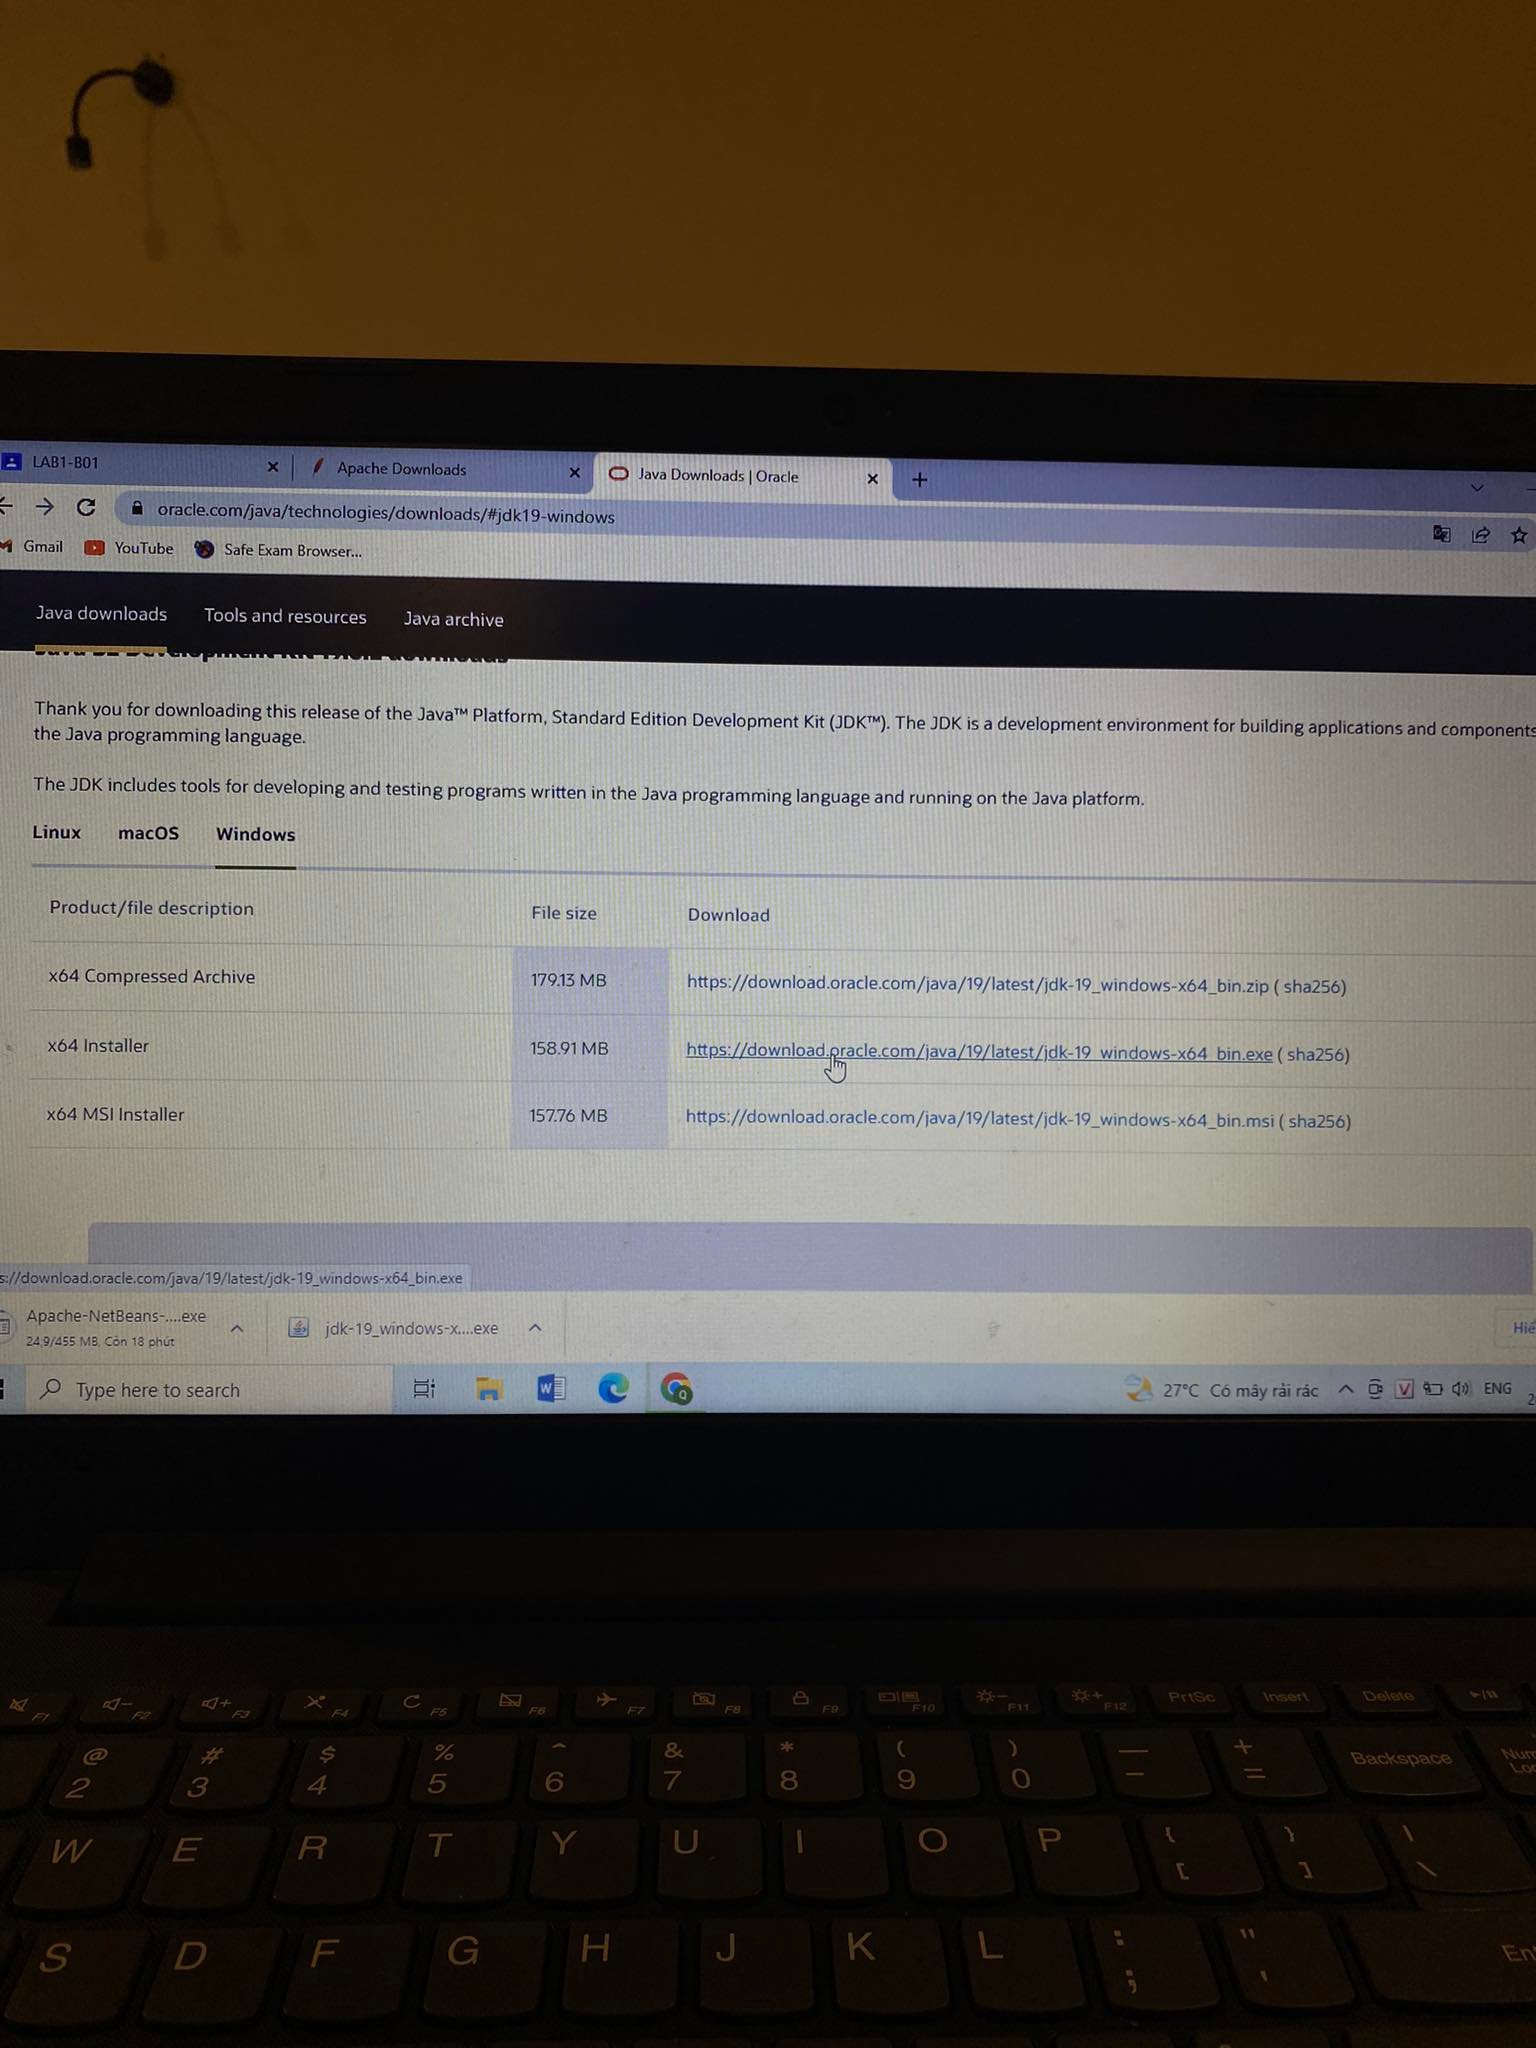 LAB1-B01
Apache Downloads
Java Downloads | Oracle
oracle.com/java/technologies/downloads/#jdk19-windows
Gmail YouTube Safe Exam Browser...
Java downloads Tools and resources Java archive
Thank you for downloading this release of the Java™ Platform, Standard Edition Development Kit (JDK™). The JDK is a development environment for building applications and components
the Java programming language.
The JDK includes tools for developing and testing programs written in the Java programming language and running on the Java platform.
Linux macOS Windows
Product/file description File size Download
x64 Compressed Archive 179.13 MB https://download.oracle.com/java/19/latest/jdk-19_windows-x64_bin.zip ( sha256)
x64 Installer 158.91 MB https://download.oracle.com/java/19/latest/jdk-19_windows-x64_bin.exe ( sha256)
x64 MSI Installer 157.76 MB https://download.oracle.com/java/19/latest/jdk-19_windows-x64_bin.msi ( sha256)
s://download.oracle.com/java/19/latest/jdk-19_windows-x64_bin.exe
Apache-NetBeans-....exe
24,9/455 MB, Còn 18 phút
jdk-19_windows-x....exe
Type here to search
27°C Có mây rải rác
V
ENG
F1 F2 F3 F4 F5 F6 F7 F8 F9 F10 F11 F12 PrtSc Insert Delete
@ # $ % ^ & * ( ) — +
2 3 4 5 6 7 8 9 0 - = Backspace
W E R T Y U I O P { [ } ] | \
S D F G H J K L : ; " '